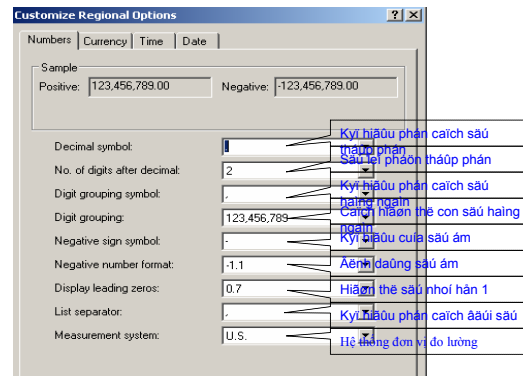 Customize Regional Options
Numbers Currency Time Date
Sample
Positive: 123,456,789.00 Negative: -123,456,789.00
Decimal symbol: .
Kyï hiãûu phán caïch säú tháûp phán
No. of digits after decimal: 2
Säú leí pháön tháûp phán
Digit grouping symbol: ,
Kyï hiãûu phán caïch säú haìng ngaìn
Digit grouping: 123,456,789
Caïch hiãøn thë con säú haìng ngaìn
Negative sign symbol: -
Kyï hiãûu cuía säú ám
Negative number format: -1.1
Âënh daûng säú ám
Display leading zeros: 0.7
Hiãøn thë säú nhoí hån 1
List separator: ,
Kyï hiãûu phán caïch âáúi säú
Measurement system: U.S.
Hệ thống đơn vị đo lường